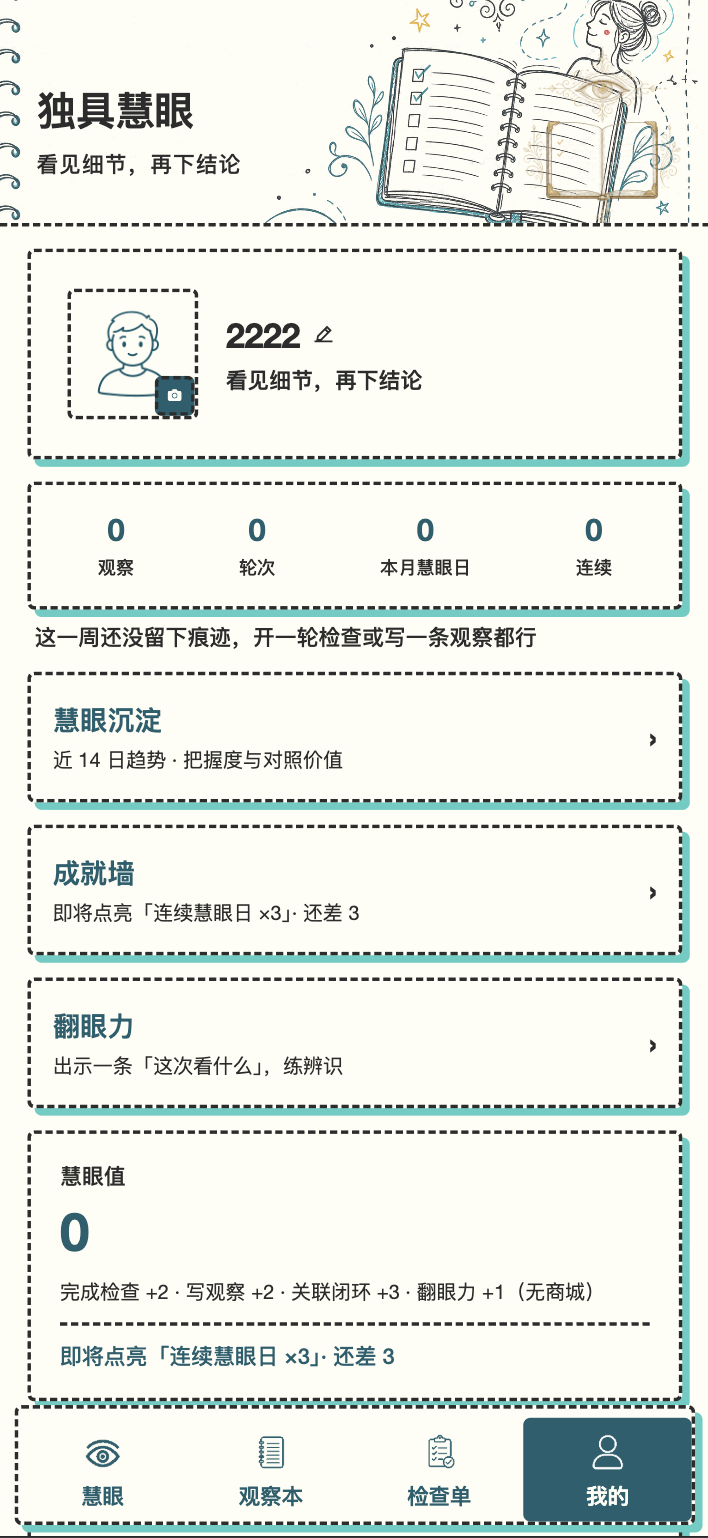 独具慧眼
看见细节，再下结论
2222
看见细节，再下结论
0 0 0 0
观察 轮次 本月慧眼日 连续
这一周还没留下痕迹，开一轮检查或写一条观察都行
慧眼沉淀
近 14 日趋势 · 把握度与对照价值
›
成就墙
即将点亮「连续慧眼日 ×3」· 还差 3
›
翻眼力
出示一条「这次看什么」，练辨识
›
慧眼值
0
完成检查 +2 · 写观察 +2 · 关联闭环 +3 · 翻眼力 +1（无商城）
即将点亮「连续慧眼日 ×3」· 还差 3
慧眼 观察本 检查单 我的